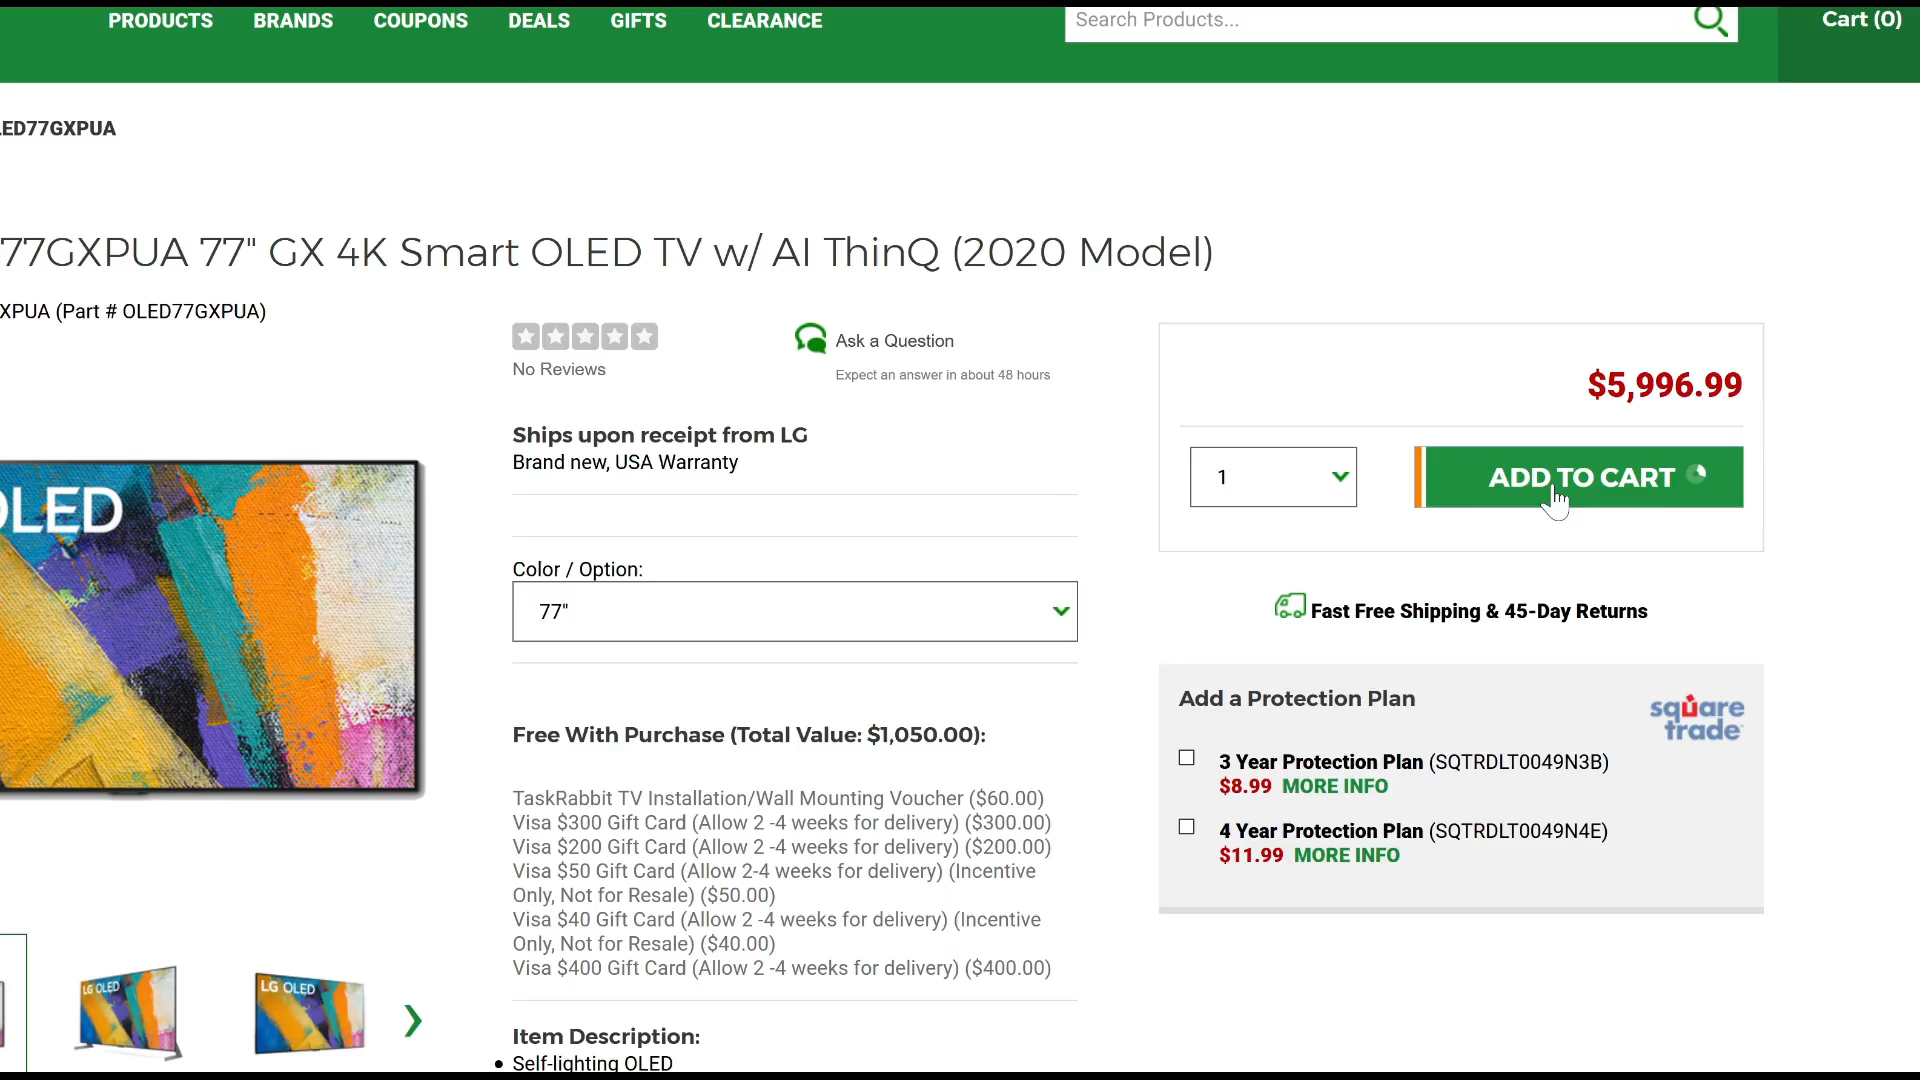 PRODUCTS BRANDS COUPONS DEALS GIFTS CLEARANCE
Search Products...
Cart (0)
LED77GXPUA
77GXPUA 77" GX 4K Smart OLED TV w/ AI ThinQ (2020 Model)
XPUA (Part # OLED77GXPUA)
No Reviews
Ask a Question
Expect an answer in about 48 hours
Ships upon receipt from LG
Brand new, USA Warranty
Color / Option:
77"
Free With Purchase (Total Value: $1,050.00):
TaskRabbit TV Installation/Wall Mounting Voucher ($60.00)
Visa $300 Gift Card (Allow 2 -4 weeks for delivery) ($300.00)
Visa $200 Gift Card (Allow 2 -4 weeks for delivery) ($200.00)
Visa $50 Gift Card (Allow 2-4 weeks for delivery) (Incentive
Only, Not for Resale) ($50.00)
Visa $40 Gift Card (Allow 2 -4 weeks for delivery) (Incentive
Only, Not for Resale) ($40.00)
Visa $400 Gift Card (Allow 2 -4 weeks for delivery) ($400.00)
Item Description:
Self-lighting OLED
$5,996.99
1
ADD TO CART
Fast Free Shipping & 45-Day Returns
Add a Protection Plan
square
trade
3 Year Protection Plan (SQTRDLT0049N3B)
$8.99 MORE INFO
4 Year Protection Plan (SQTRDLT0049N4E)
$11.99 MORE INFO
OLED
LG OLED
LG OLED